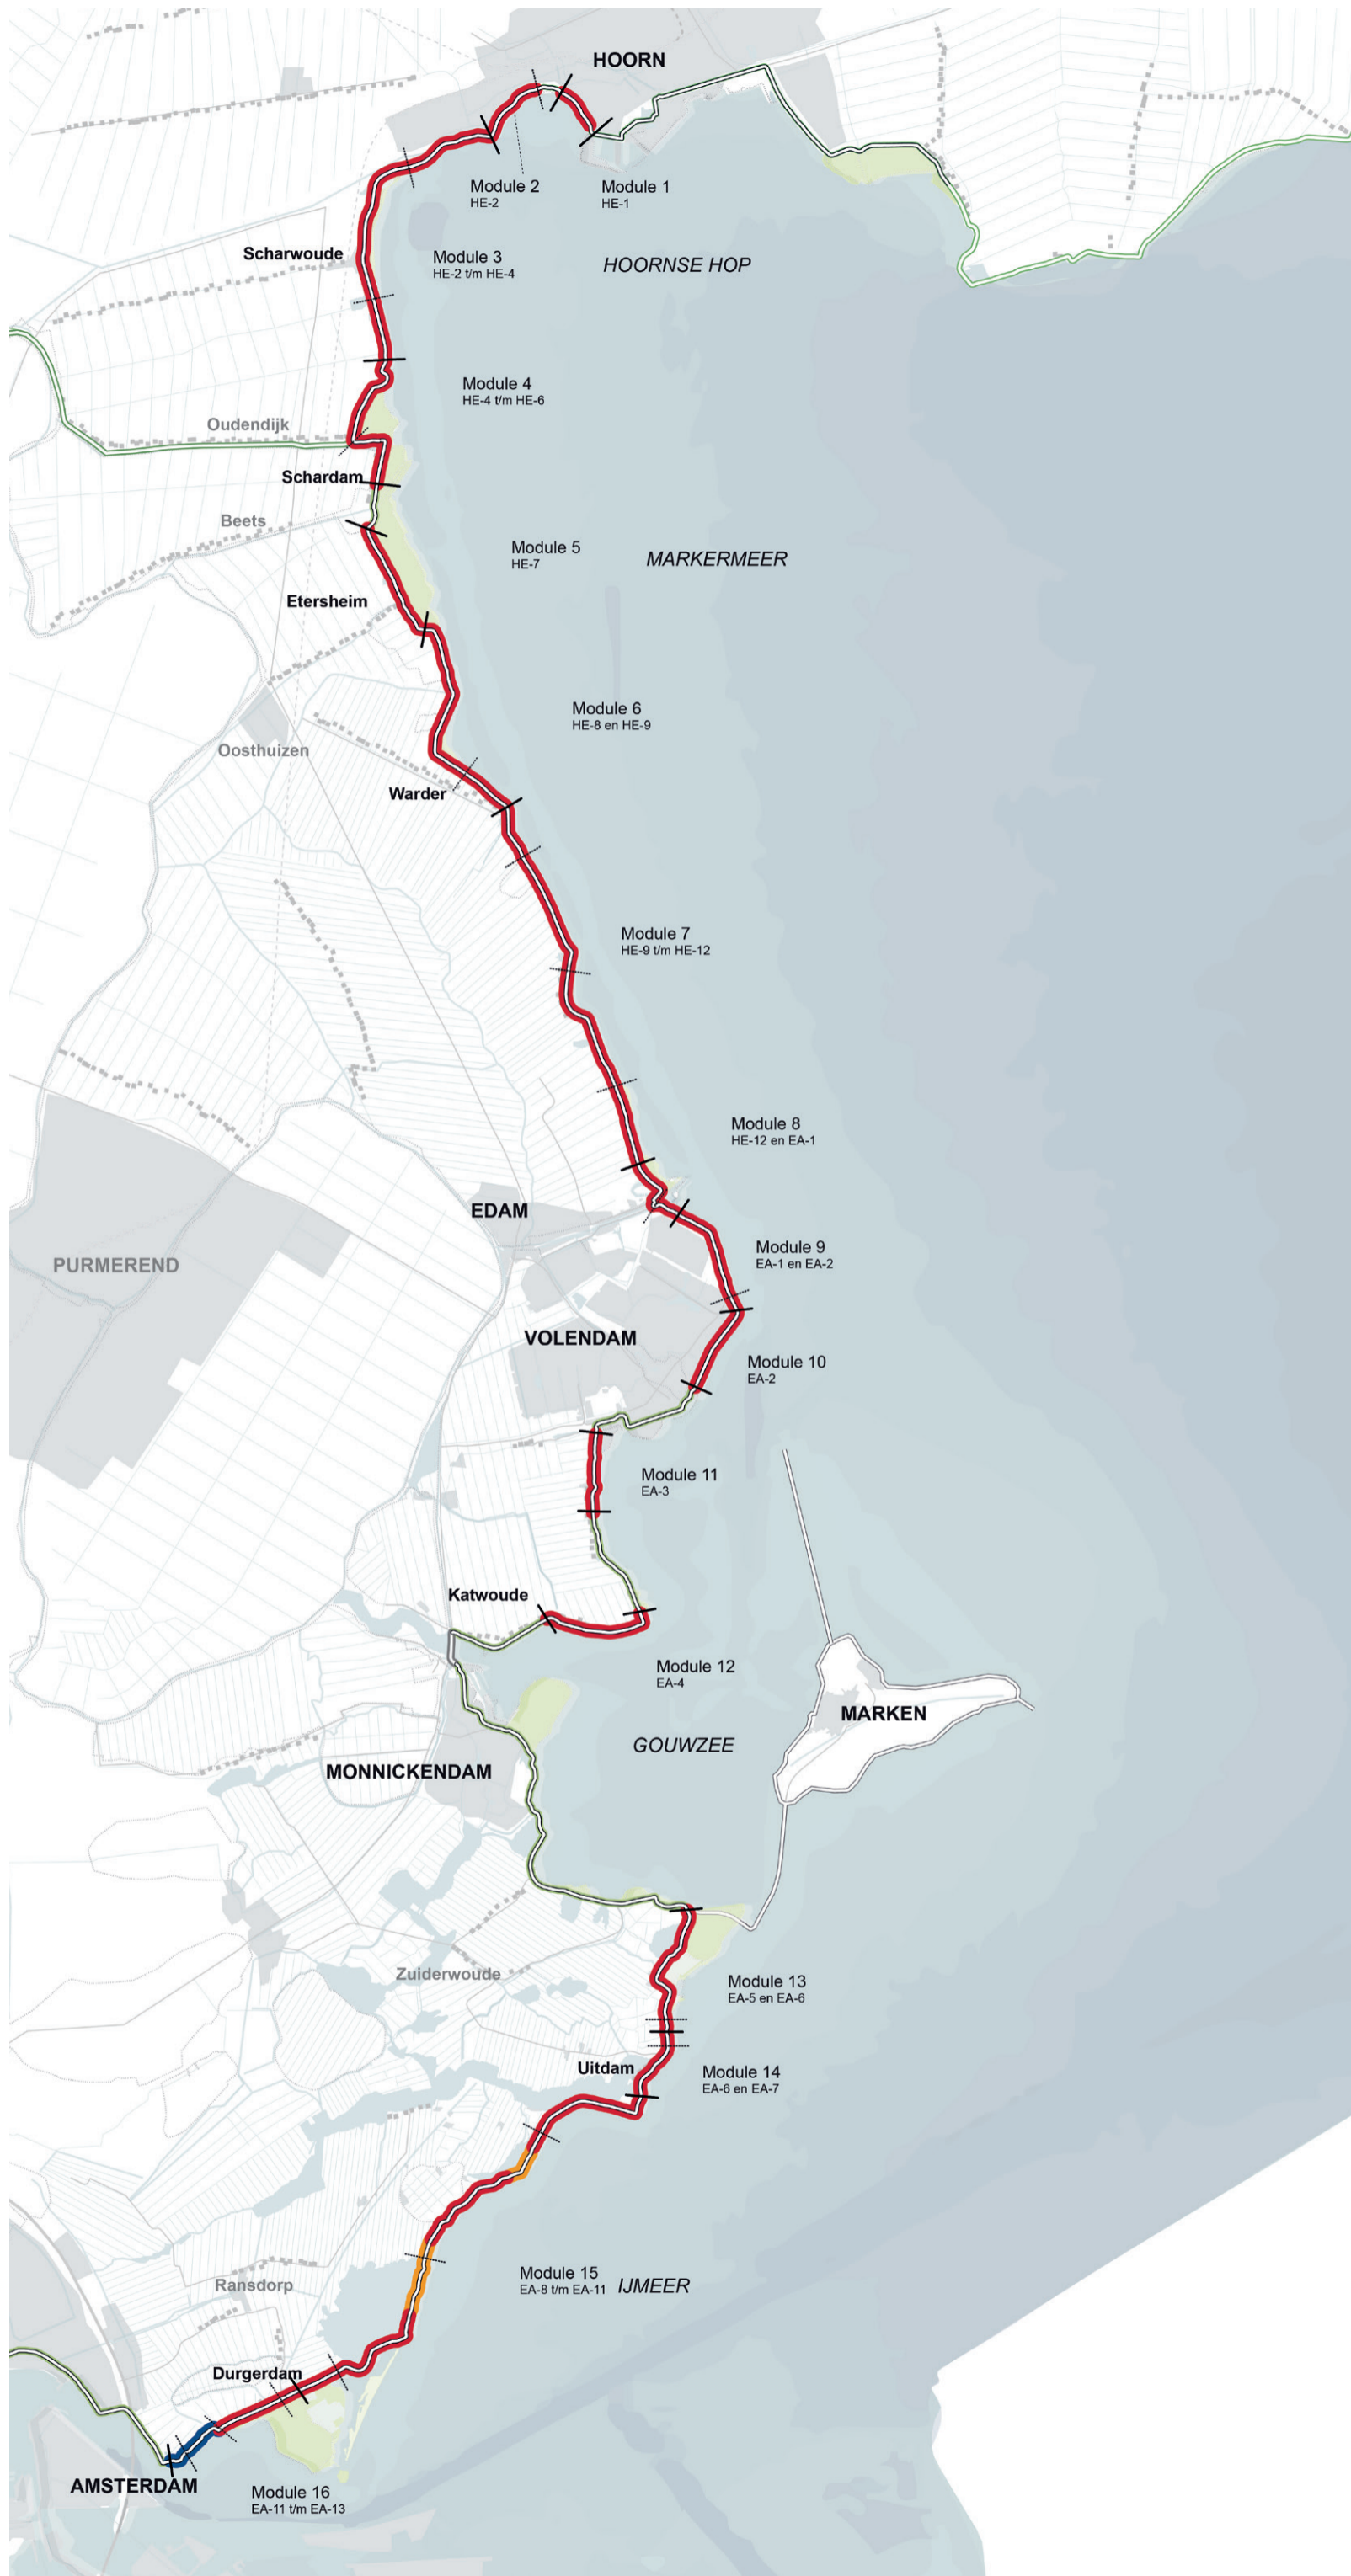 HOORN
Module 2
HE-2
Module 1
HE-1
Scharwoude
Module 3
HE-2 t/m HE-4
HOORNSE HOP
Module 4
HE-4 t/m HE-6
Oudendijk
Schardam
Beets
Module 5
HE-7
MARKERMEER
Etersheim
Module 6
HE-8 en HE-9
Oosthuizen
Warder
Module 7
HE-9 t/m HE-12
Module 8
HE-12 en EA-1
EDAM
Module 9
EA-1 en EA-2
PURMEREND
VOLENDAM
Module 10
EA-2
Module 11
EA-3
Katwoude
Module 12
EA-4
MARKEN
GOUWZEE
MONNICKENDAM
Zuiderwoude
Module 13
EA-5 en EA-6
Uitdam
Module 14
EA-6 en EA-7
Ransdorp
Module 15
EA-8 t/m EA-11
IJMEER
Durgerdam
AMSTERDAM
Module 16
EA-11 t/m EA-13